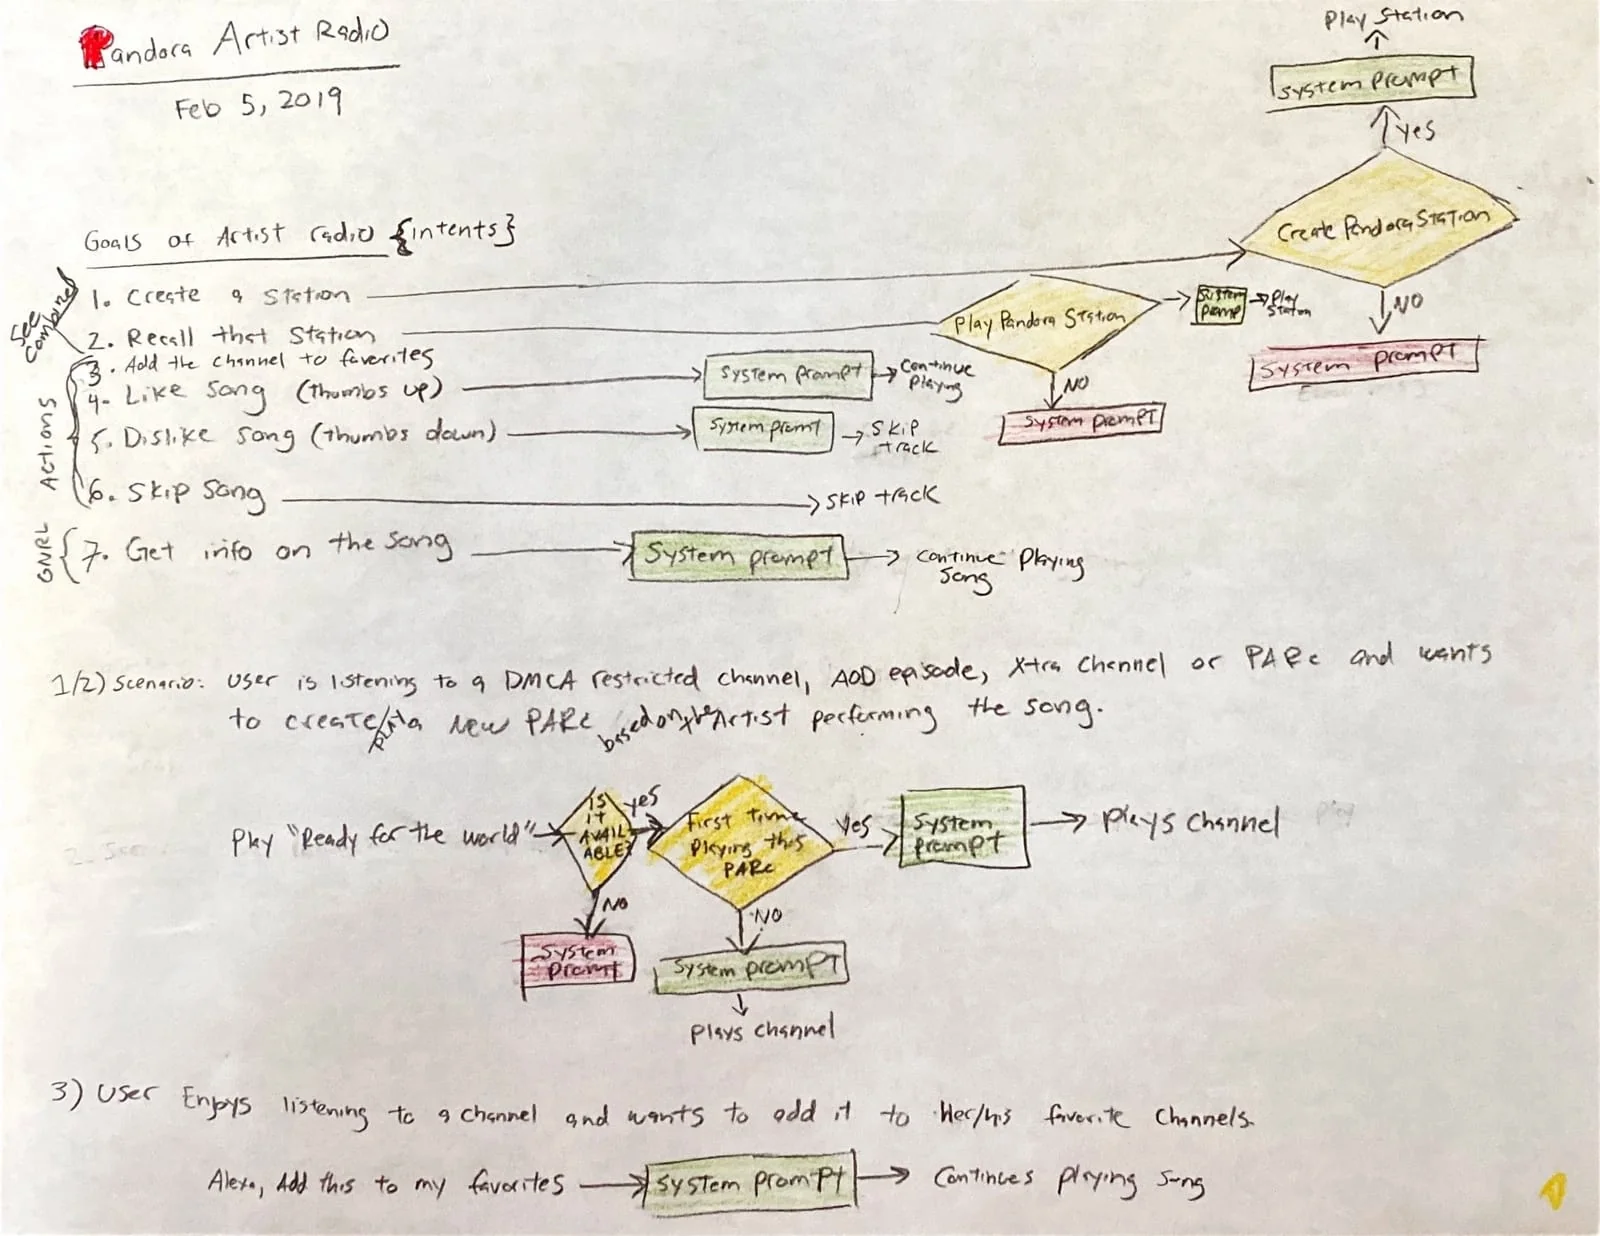 Pandora Artist Radio
Feb 5, 2019
Play Station
System Prompt
Yes
Create Pandora Station
NO
System Prompt
Goals of Artist radio {intents}
See combined
1. Create a Station
2. Recall that Station
Play Pandora Station
System Promp
Play Station
NO
System Prompt
Actions
3. Add the channel to favorites
4. Like Song (thumbs up)
System prompt
Continue Playing
5. Dislike Song (thumbs down)
System promt
Skip track
6. Skip Song
Skip track
GNRL
7. Get info on the Song
System prompt
Continue Playing Song
1/2) Scenario: User is listening to a DMCA restricted channel, AOD episode, Xtra Channel or PARc and wants
to create/play a New PARc based on the Artist performing the song.
Play "Ready for the world"
Is it AVAILABLE?
yes
First time Playing this PARc
Yes
System Prompt
Plays Channel
NO
System Promt
NO
System prompt
Plays channel
3) User Enjoys listening to a channel and wants to add it to Her/his favorite Channels.
Alexa, Add this to my favorites
System prompt
Continues playing Song